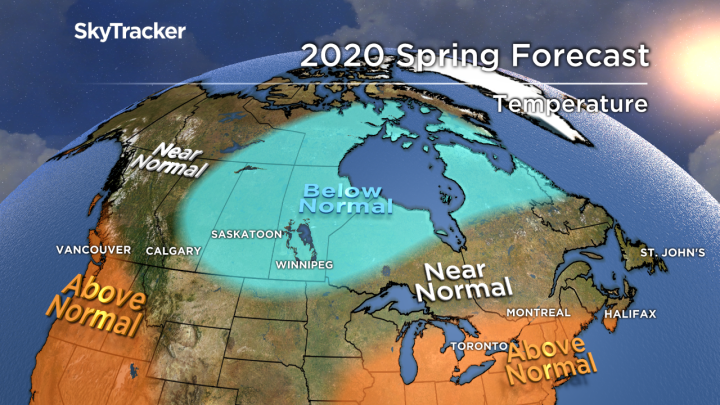 SkyTracker
2020 Spring Forecast
Temperature
Near
Normal
Below
Normal
SASKATOON
VANCOUVER
CALGARY
WINNIPEG
ST. JOHN'S
Near
Normal
Above
Normal
MONTREAL
HALIFAX
TORONTO
Above
Normal